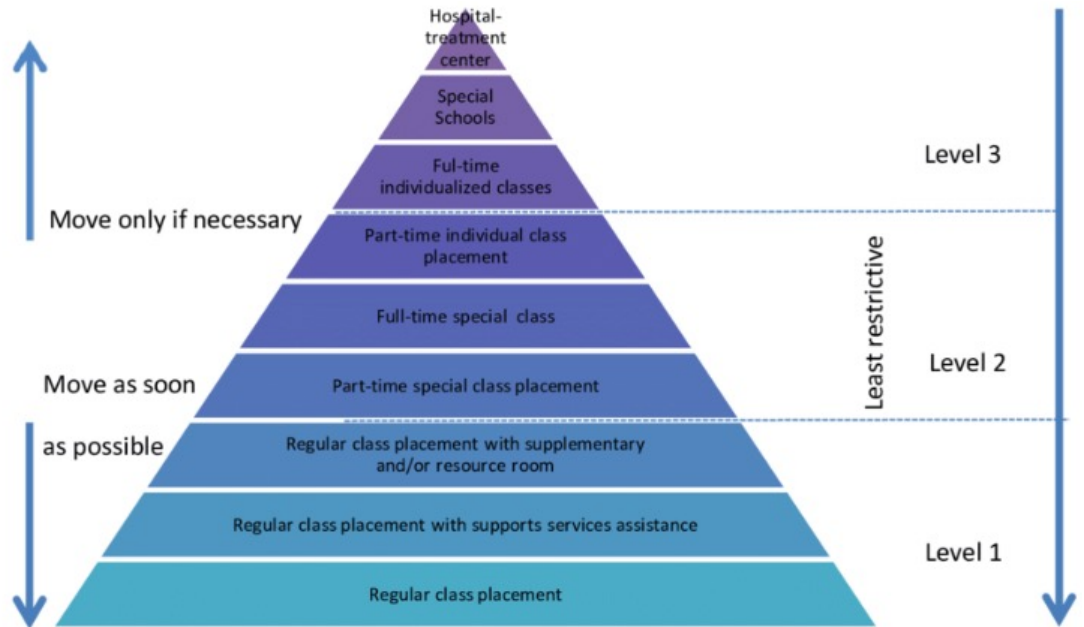 Hospital-
treatment
center
Special
Schools
Level 3
Ful-time
individualized classes
Move only if necessary
Part-time individual class
placement
Least restrictive
Full-time special class
Level 2
Move as soon
Part-time special class placement
as possible
Regular class placement with supplementary
and/or resource room
Regular class placement with supports services assistance
Level 1
Regular class placement